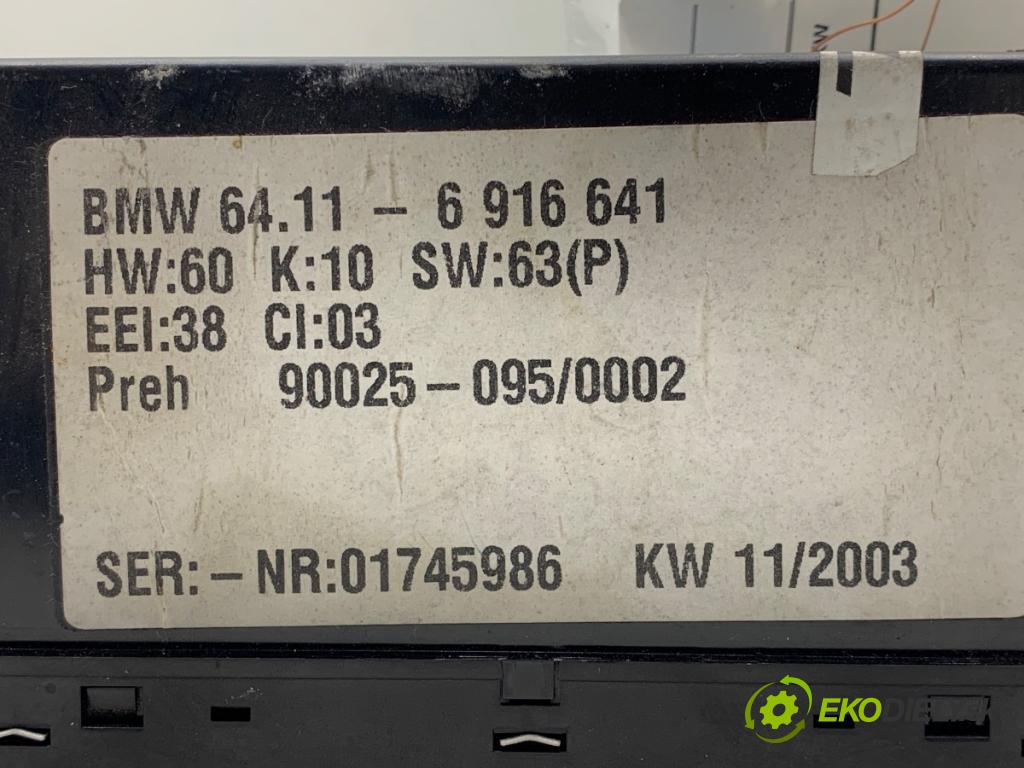 BMW 64.11 - 6 916 641
HW:60 K:10 SW:63(P)
EEI:38 CI:03
Preh 90025-095/0002
SER:-NR:01745986 KW 11/2003
EKODIELY